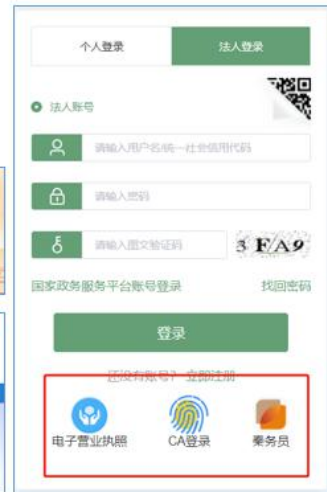 个人登录
法人登录
法人账号
请输入用户名/统一社会信用代码
请输入密码
请输入图文验证码
3 FA9
国家政务服务平台账号登录
找回密码
登录
还没有账号？ 立即注册
电子营业执照
CA登录
秦务员